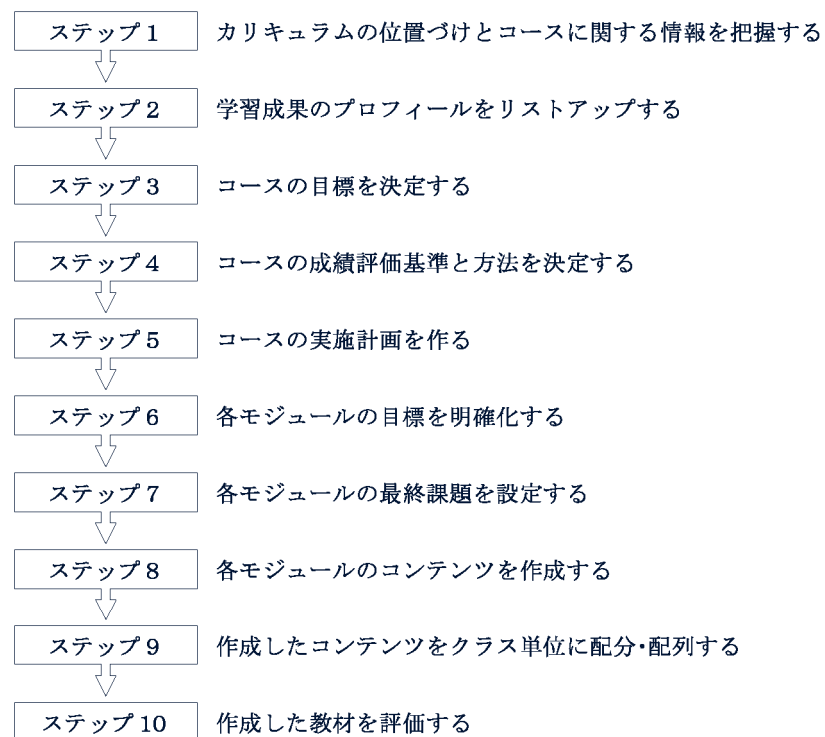 ステップ1 カリキュラムの位置づけとコースに関する情報を把握する
ステップ2 学習成果のプロフィールをリストアップする
ステップ3 コースの目標を決定する
ステップ4 コースの成績評価基準と方法を決定する
ステップ5 コースの実施計画を作る
ステップ6 各モジュールの目標を明確化する
ステップ7 各モジュールの最終課題を設定する
ステップ8 各モジュールのコンテンツを作成する
ステップ9 作成したコンテンツをクラス単位に配分・配列する
ステップ10 作成した教材を評価する